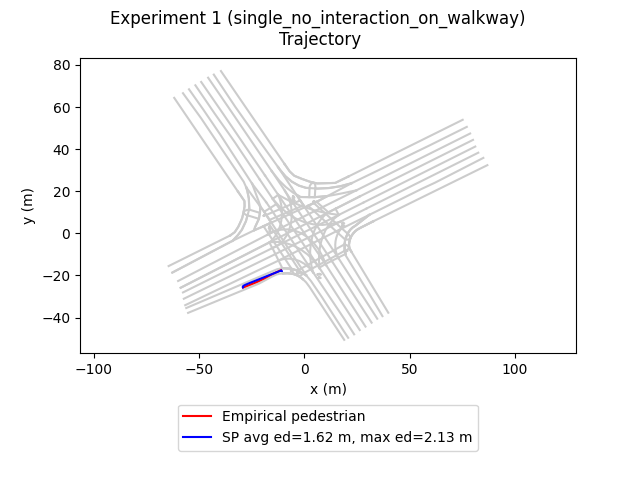 Experiment 1 (single_no_interaction_on_walkway)
Trajectory
80
60
40
20
0
−20
−40
y (m)
−100
−50
0
50
100
x (m)
Empirical pedestrian
SP avg ed=1.62 m, max ed=2.13 m